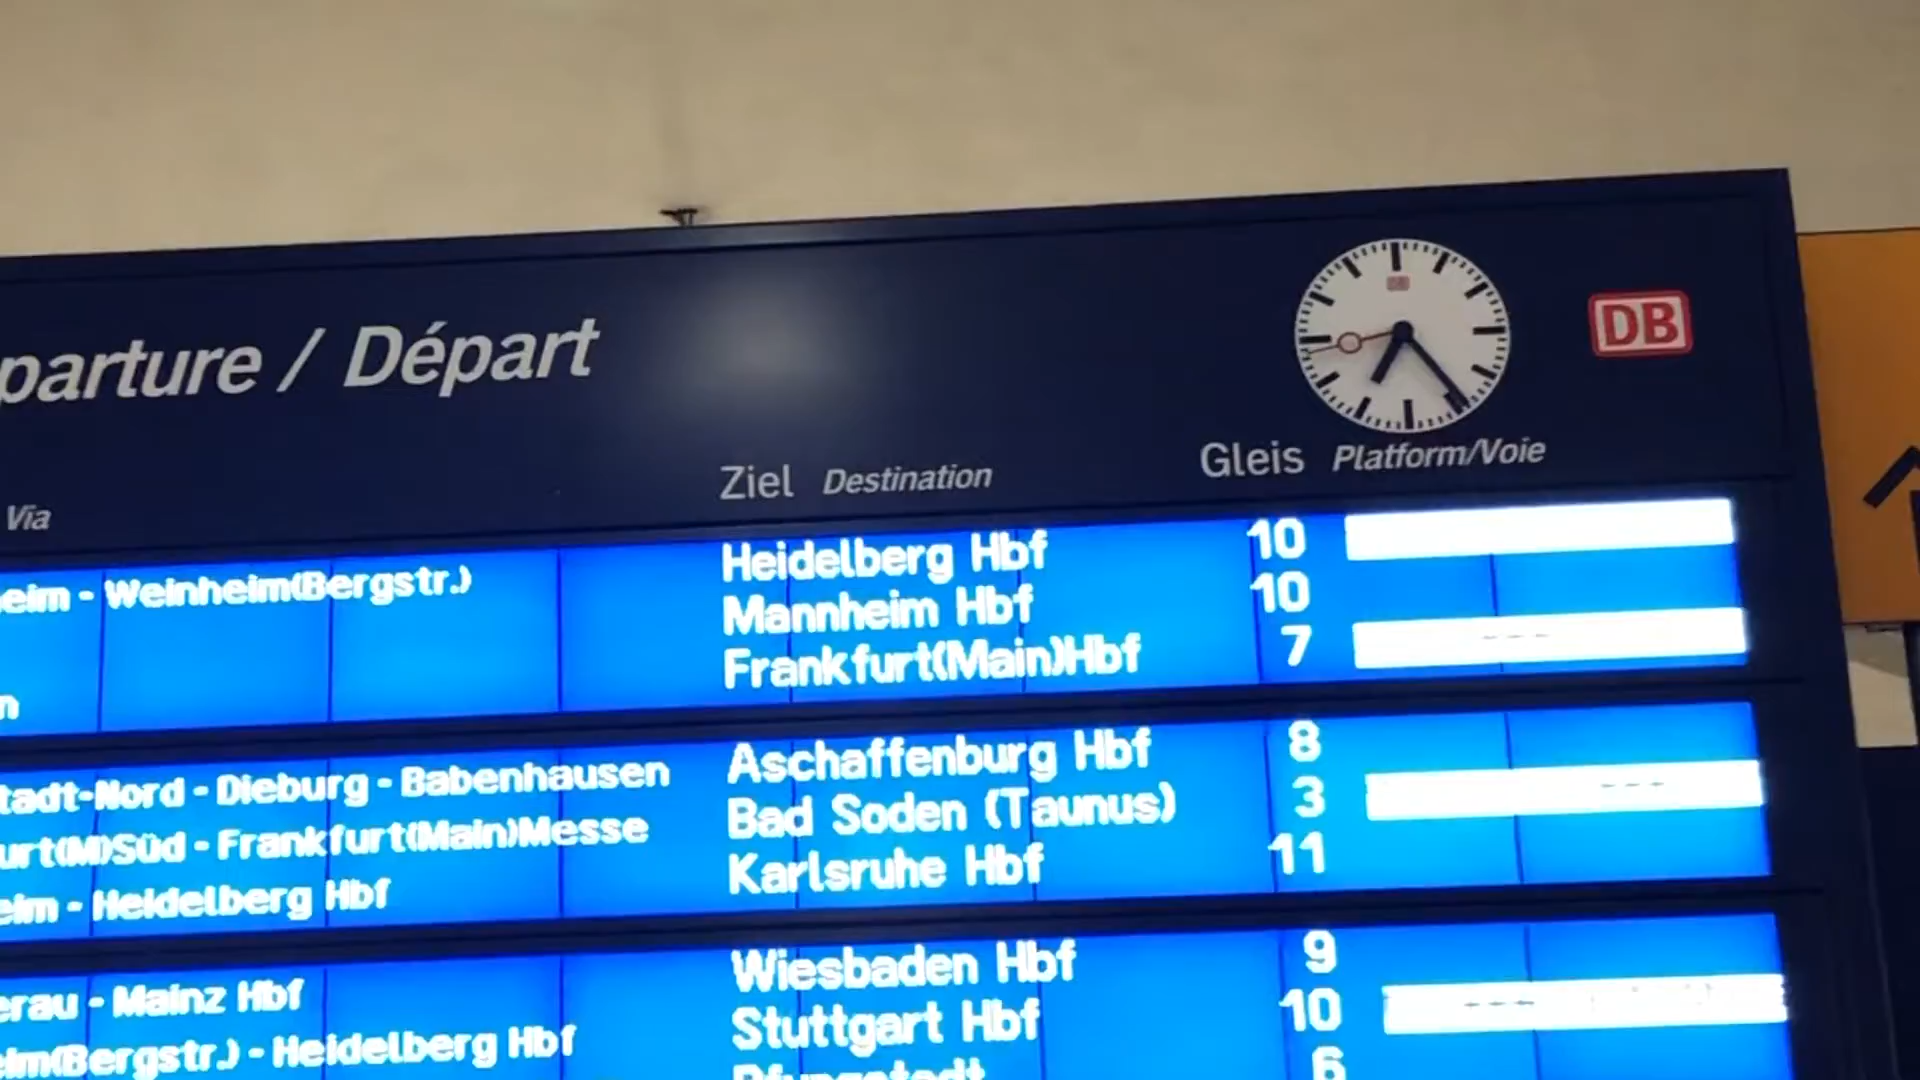 parture / Départ
DB
DB
Via
Ziel Destination
Gleis Platform/Voie
eim - Weinheim(Bergstr.) Heidelberg Hbf 10
Mannheim Hbf 10
n Frankfurt(Main)Hbf 7
tadt-Nord - Dieburg - Babenhausen Aschaffenburg Hbf 8
urt(M)Süd - Frankfurt(Main)Messe Bad Soden (Taunus) 3
eim - Heidelberg Hbf Karlsruhe Hbf 11
erau - Mainz Hbf Wiesbaden Hbf 9
eim(Bergstr.) - Heidelberg Hbf Stuttgart Hbf 10
Pfungstadt 6